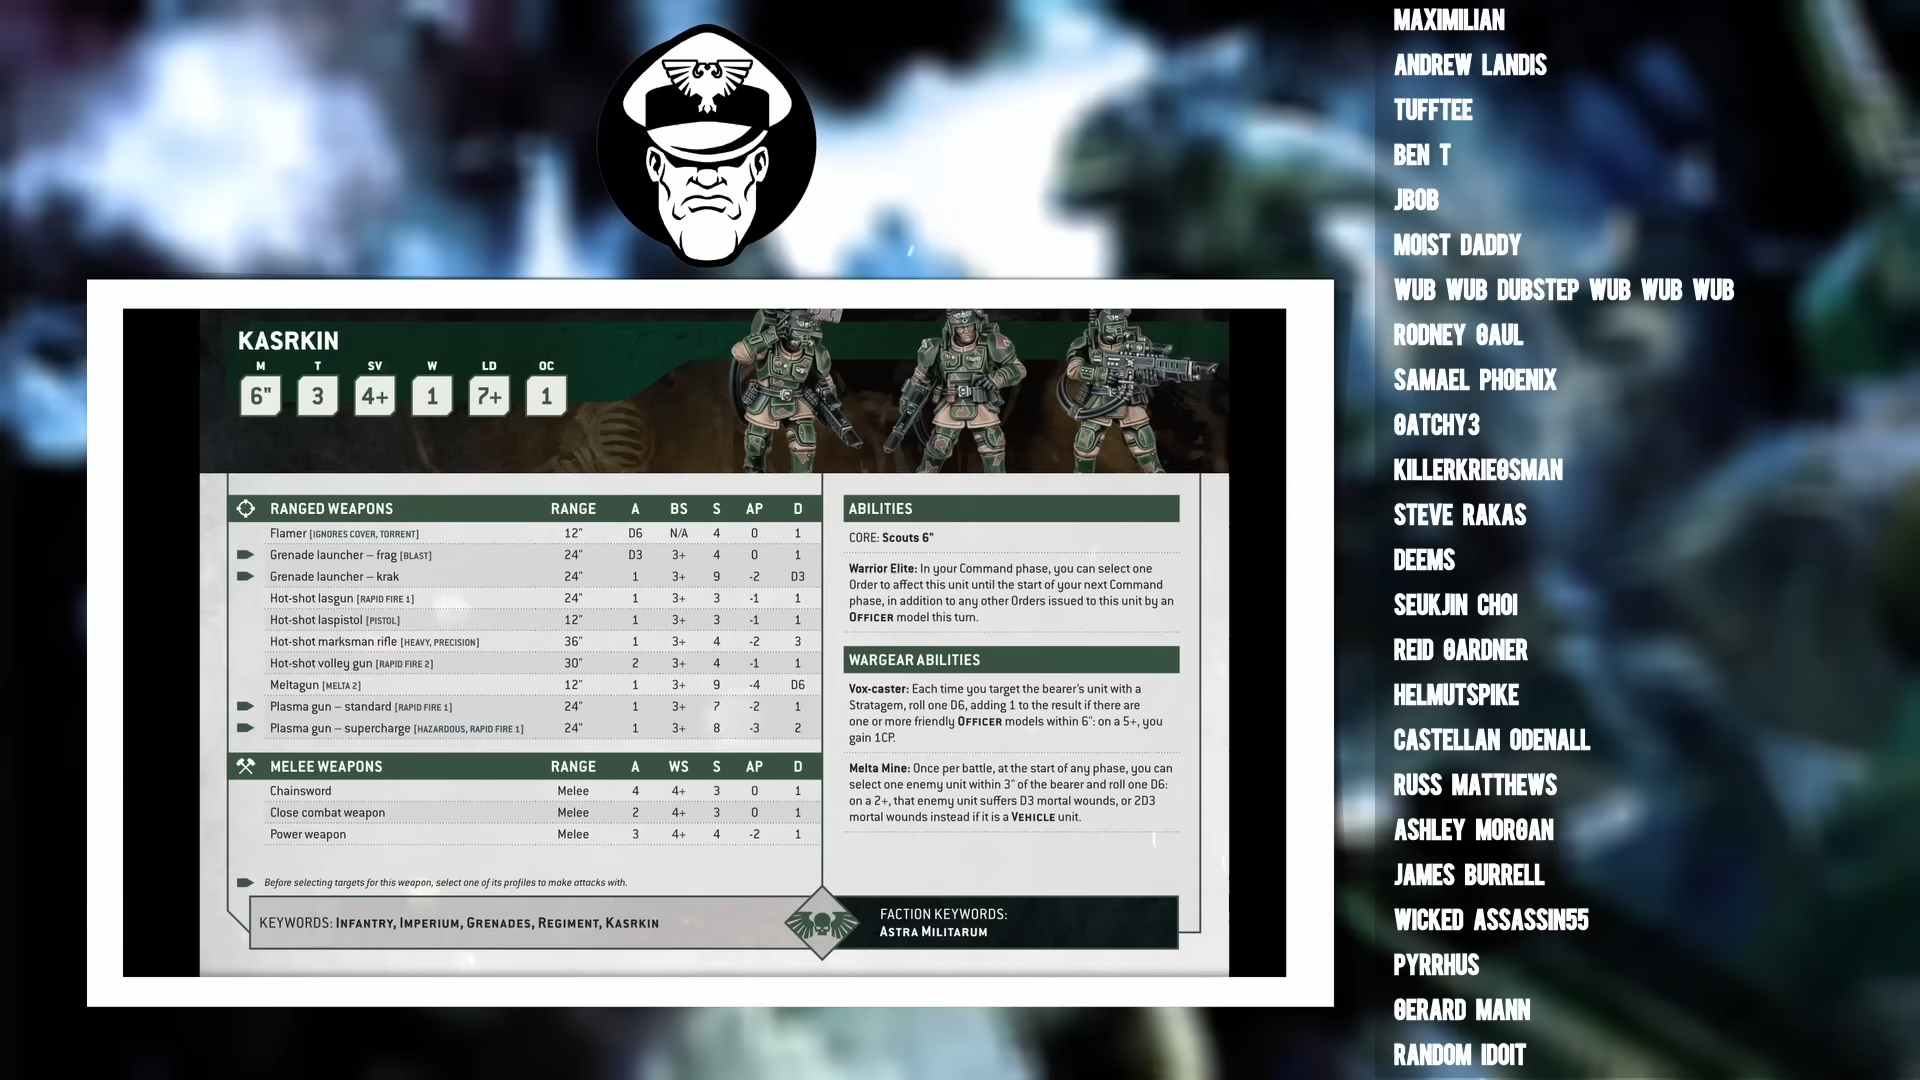 KASRKIN
M T SV W LD OC
6" 3 4+ 1 7+ 1
RANGED WEAPONS RANGE A BS S AP D
Flamer [IGNORES COVER, TORRENT] 12" D6 N/A 4 0 1
Grenade launcher – frag [BLAST] 24" D3 3+ 4 0 1
Grenade launcher – krak 24" 1 3+ 9 -2 D3
Hot-shot lasgun [RAPID FIRE 1] 24" 1 3+ 3 -1 1
Hot-shot laspistol [PISTOL] 12" 1 3+ 3 -1 1
Hot-shot marksman rifle [HEAVY, PRECISION] 36" 1 3+ 4 -2 3
Hot-shot volley gun [RAPID FIRE 2] 30" 2 3+ 4 -1 1
Meltagun [MELTA 2] 12" 1 3+ 9 -4 D6
Plasma gun – standard [RAPID FIRE 1] 24" 1 3+ 7 -2 1
Plasma gun – supercharge [HAZARDOUS, RAPID FIRE 1] 24" 1 3+ 8 -3 2
MELEE WEAPONS RANGE A WS S AP D
Chainsword Melee 4 4+ 3 0 1
Close combat weapon Melee 2 4+ 3 0 1
Power weapon Melee 3 4+ 4 -2 1
Before selecting targets for this weapon, select one of its profiles to make attacks with.
KEYWORDS: INFANTRY, IMPERIUM, GRENADES, REGIMENT, KASRKIN
ABILITIES
CORE: Scouts 6"
Warrior Elite: In your Command phase, you can select one
Order to affect this unit until the start of your next Command
phase, in addition to any other Orders issued to this unit by an
OFFICER model this turn.
WARGEAR ABILITIES
Vox-caster: Each time you target the bearer's unit with a
Stratagem, roll one D6, adding 1 to the result if there are
one or more friendly OFFICER models within 6": on a 5+, you
gain 1CP.
Melta Mine: Once per battle, at the start of any phase, you can
select one enemy unit within 3" of the bearer and roll one D6:
on a 2+, that enemy unit suffers D3 mortal wounds, or 2D3
mortal wounds instead if it is a VEHICLE unit.
FACTION KEYWORDS:
ASTRA MILITARUM
MAXIMILIAN
ANDREW LANDIS
TUFFTEE
BEN T
JBOB
MOIST DADDY
WUB WUB DUBSTEP WUB WUB WUB
RODNEY GAUL
SAMAEL PHOENIX
GATCHY3
KILLERKRIEGSMAN
STEVE RAKAS
DEEMS
SEUKJIN CHOI
REID GARDNER
HELMUTSPIKE
CASTELLAN ODENALL
RUSS MATTHEWS
ASHLEY MORGAN
JAMES BURRELL
WICKED ASSASSIN55
PYRRHUS
GERARD MANN
RANDOM IDOIT